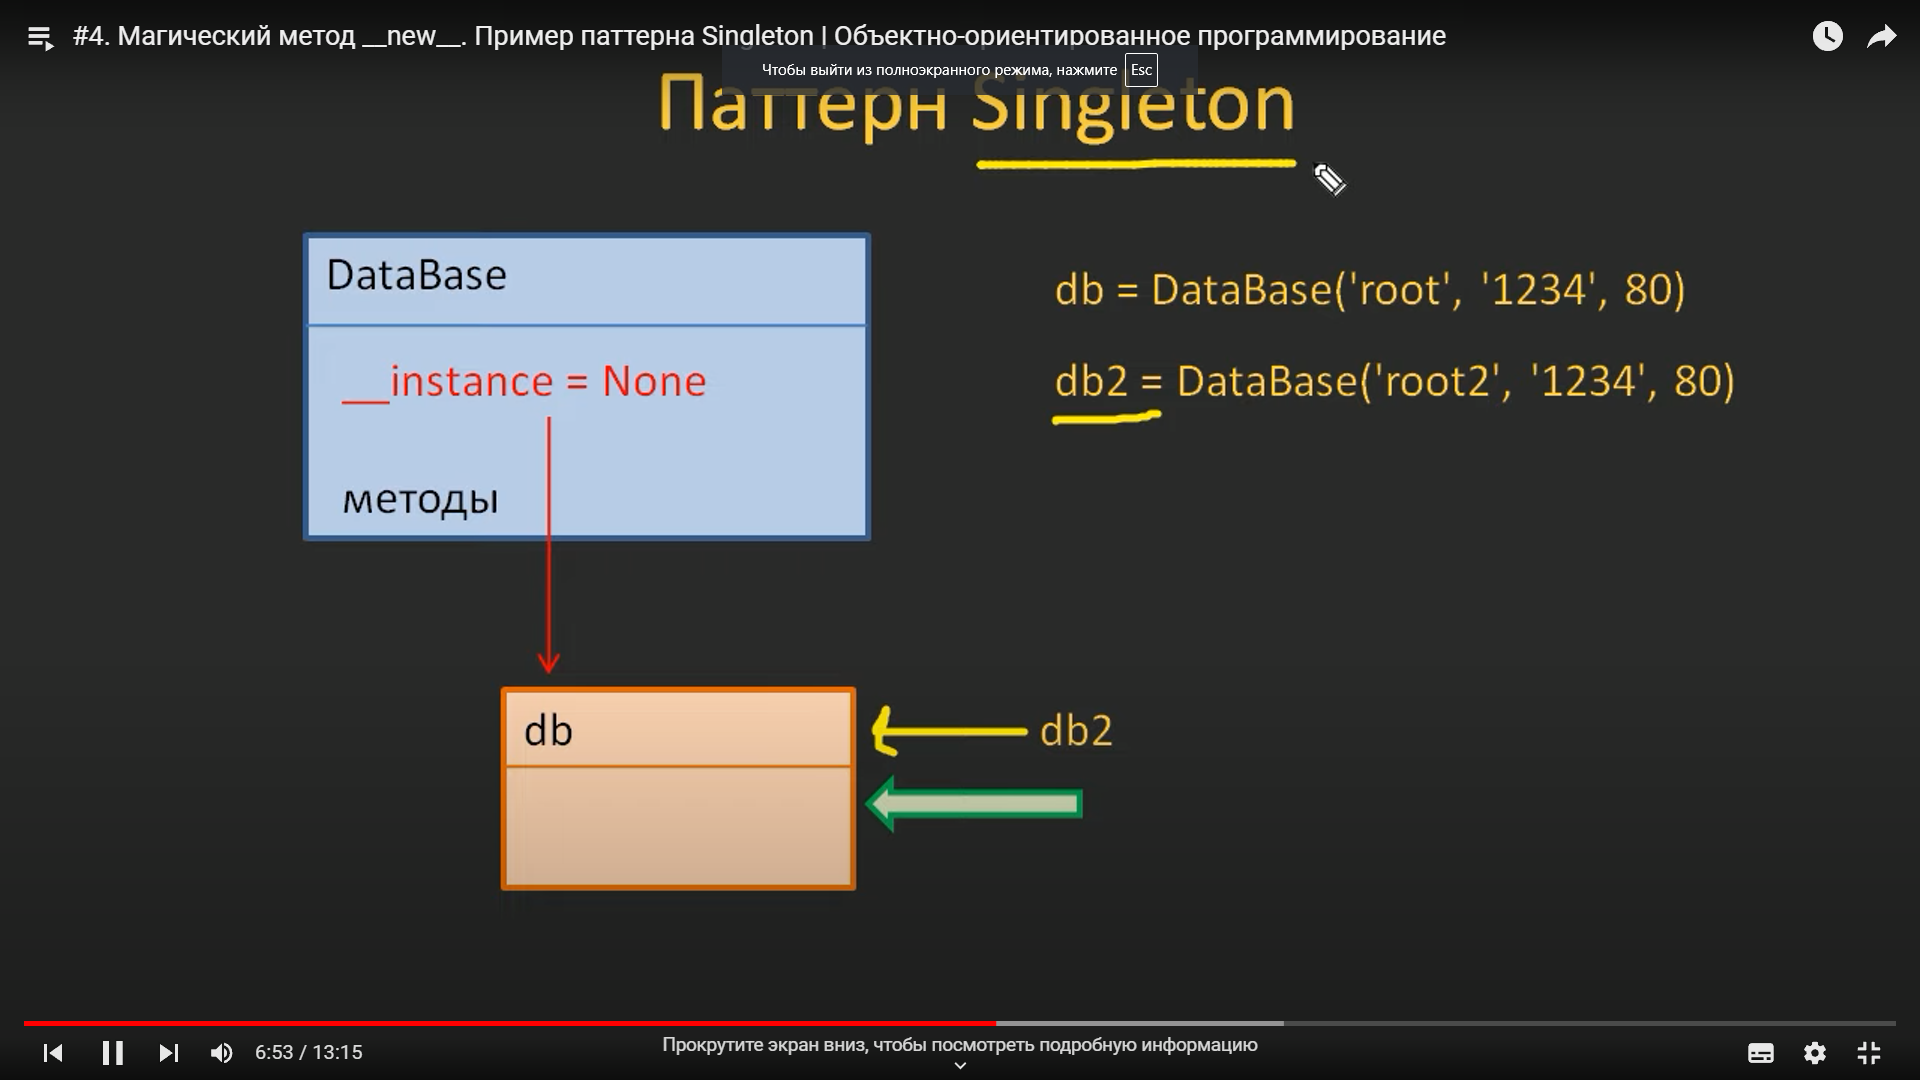 #4. Магический метод __new__. Пример паттерна Singleton | Объектно-ориентированное программирование
Чтобы выйти из полноэкранного режима, нажмите Esc
Паттерн Singleton
DataBase
__instance = None
методы
db = DataBase('root', '1234', 80)
db2 = DataBase('root2', '1234', 80)
db
db2
6:53 / 13:15
Прокрутите экран вниз, чтобы посмотреть подробную информацию